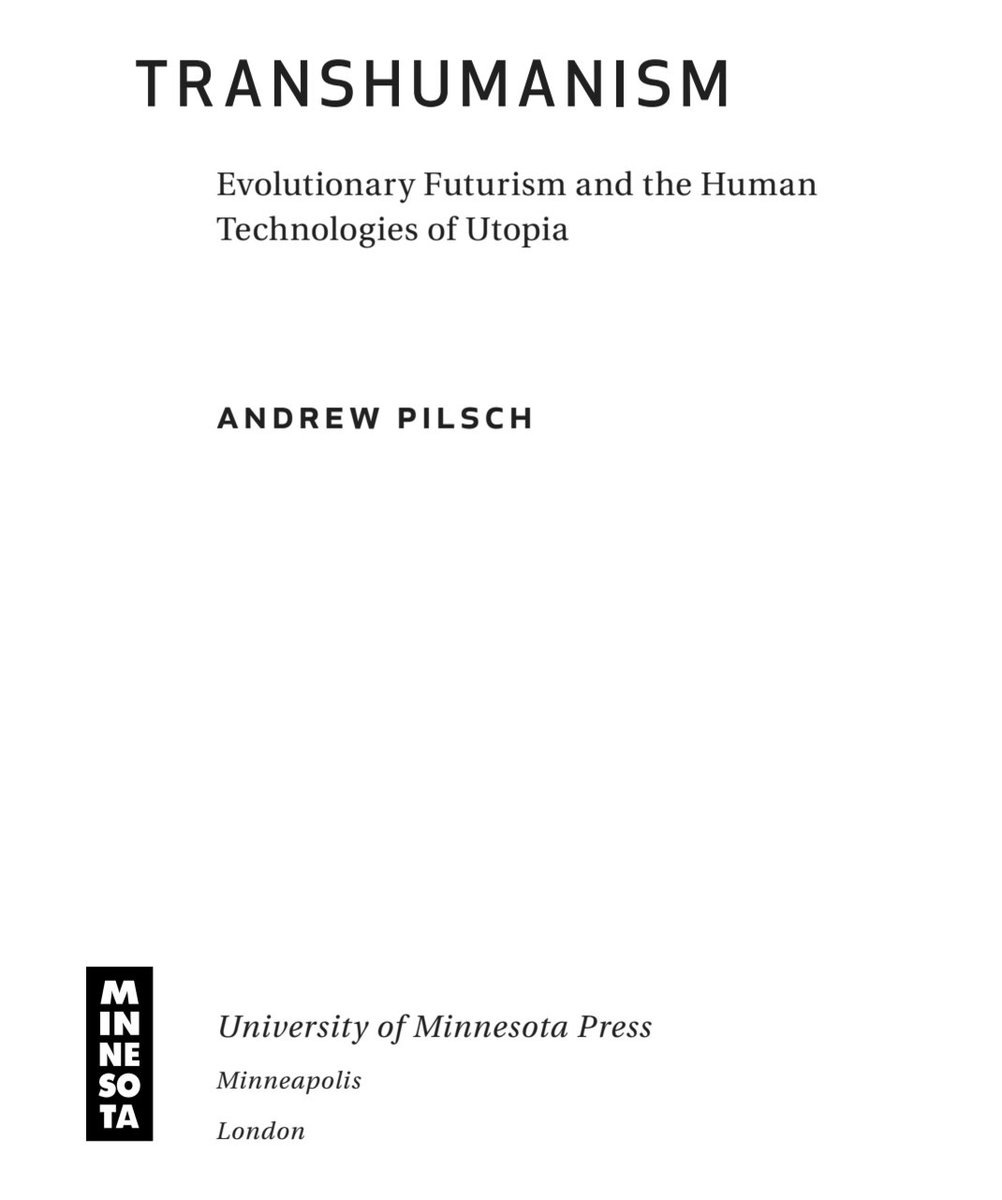 TRANSHUMANISM
Evolutionary Futurism and the Human
Technologies of Utopia
ANDREW PILSCH
M
IN
NE
SO
TA
University of Minnesota Press
Minneapolis
London